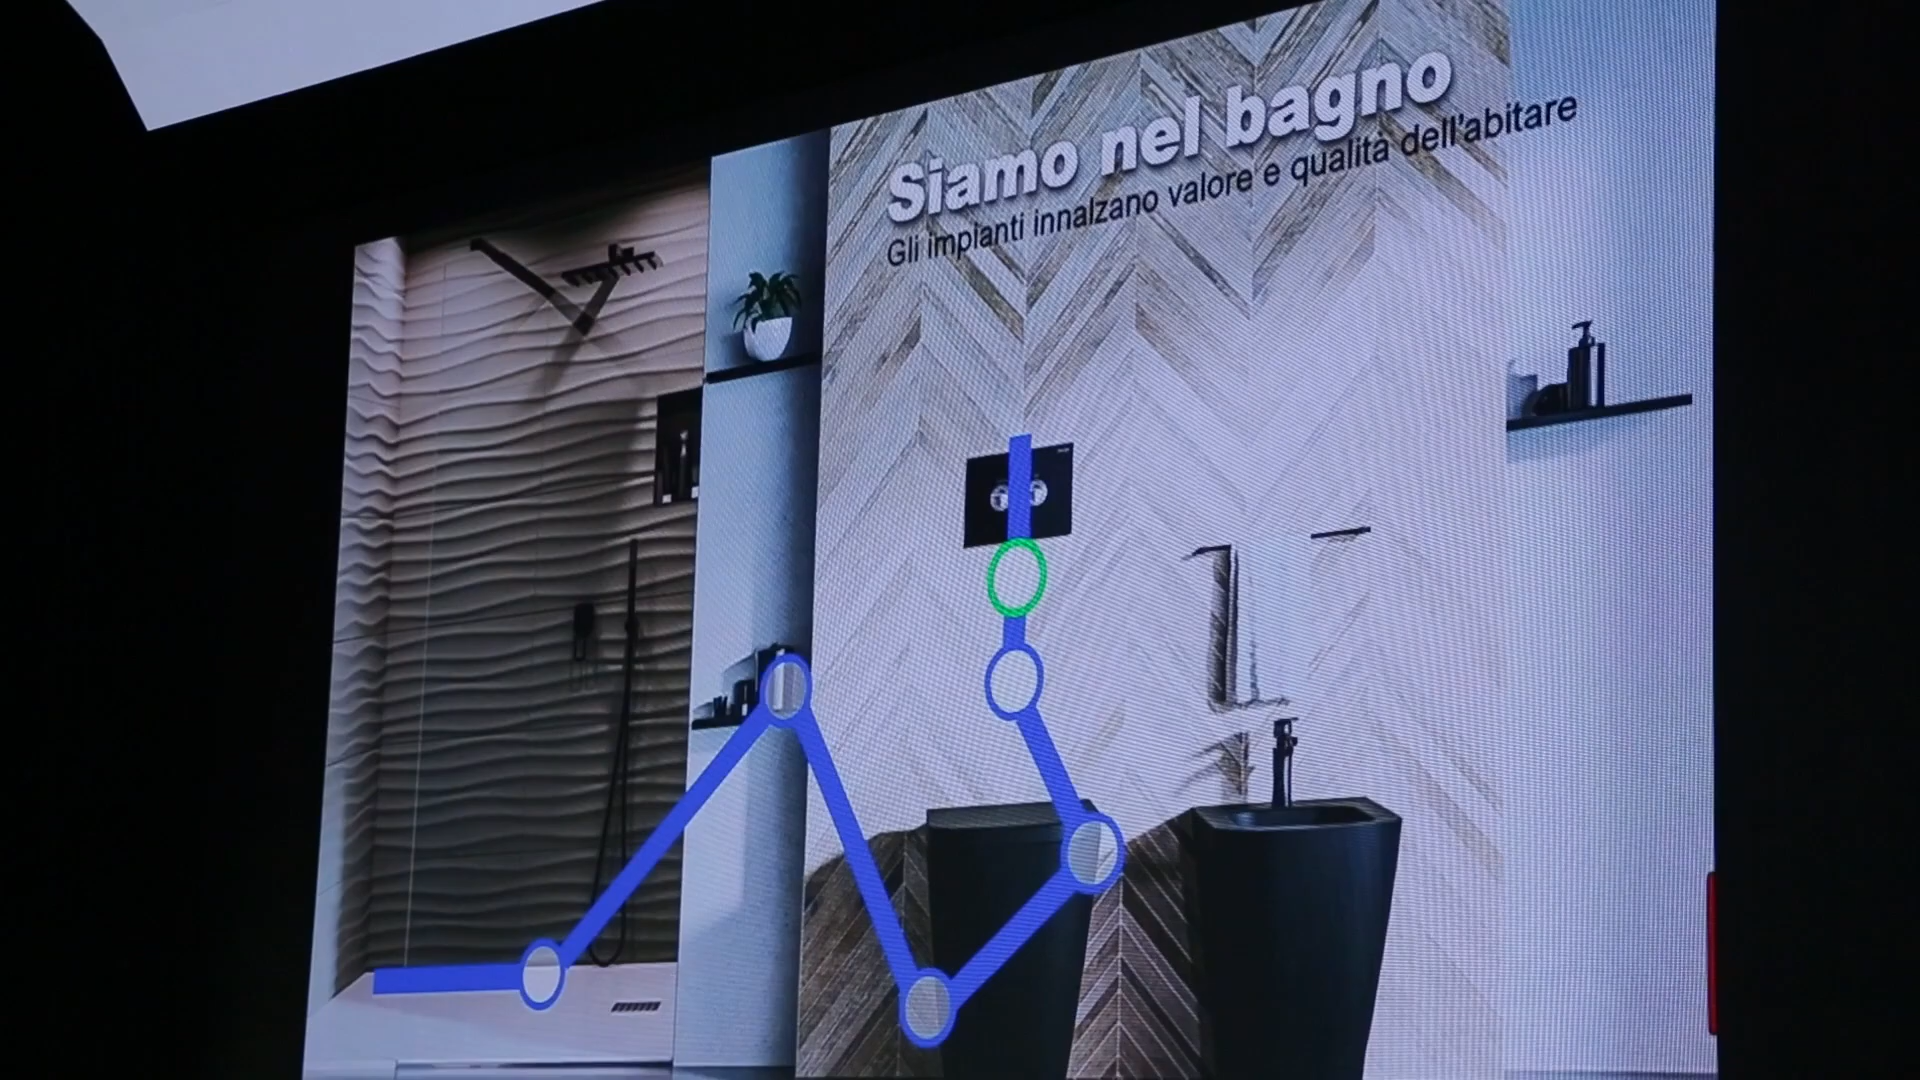 Siamo nel bagno
Gli impianti innalzano valore e qualità dell'abitare